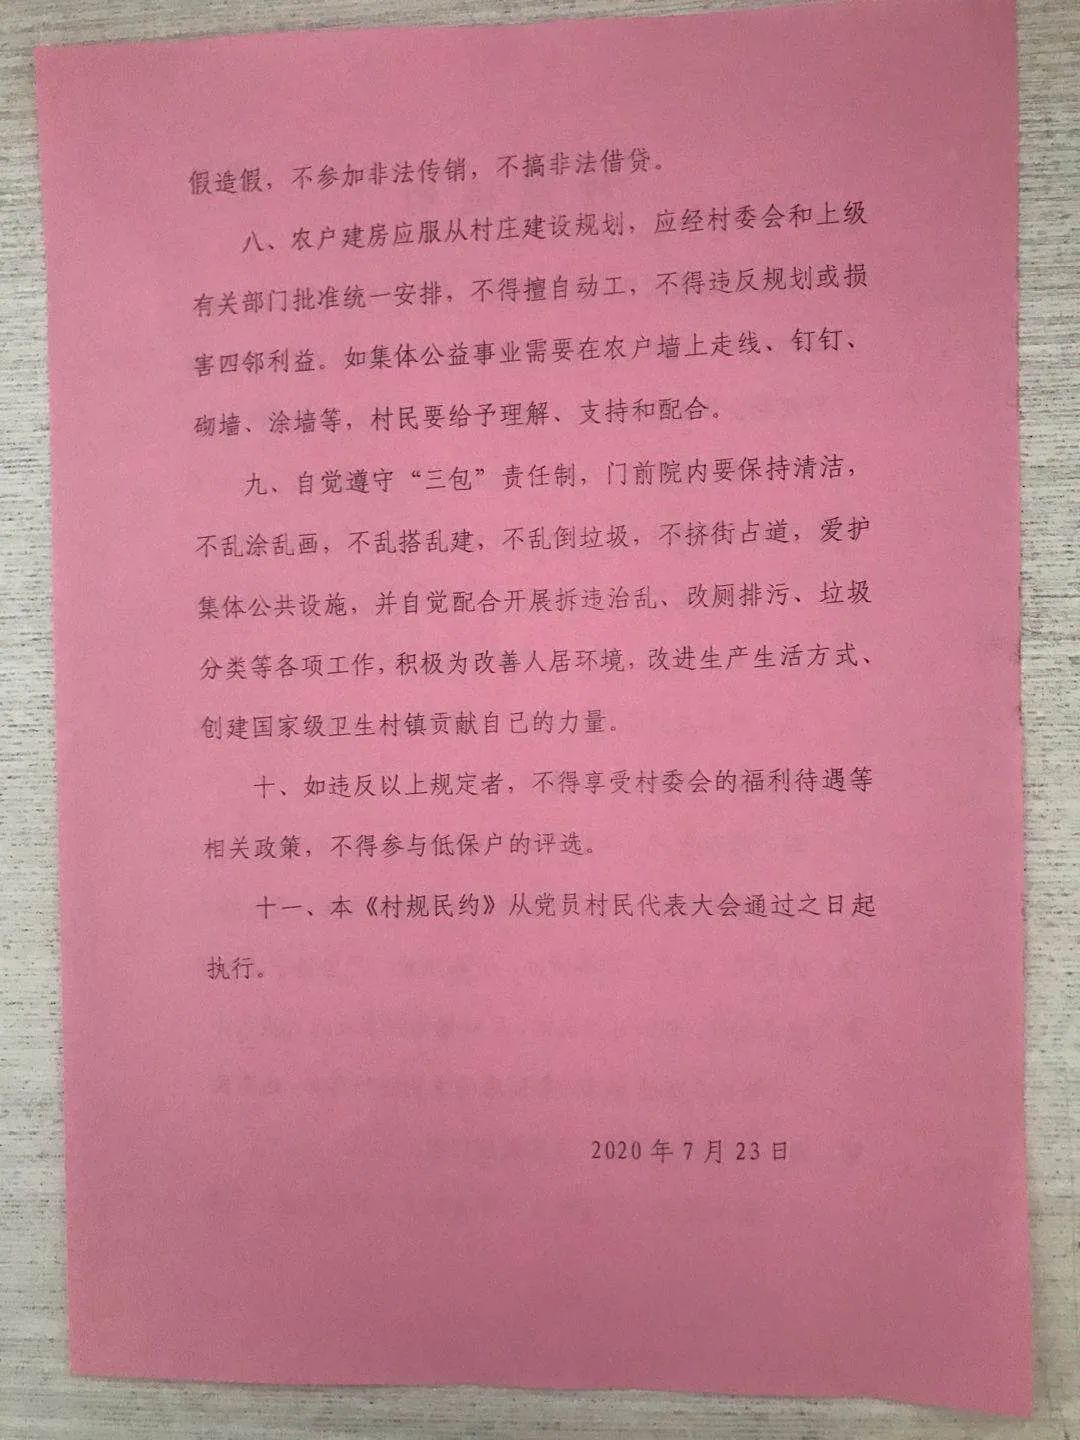 假造假，不参加非法传销，不搞非法借贷。
八、农户建房应服从村庄建设规划，应经村委会和上级
有关部门批准统一安排，不得擅自动工，不得违反规划或损
害四邻利益。如集体公益事业需要在农户墙上走线、钉钉、
砌墙、涂墙等，村民要给予理解、支持和配合。
九、自觉遵守“三包”责任制，门前院内要保持清洁，
不乱涂乱画，不乱搭乱建，不乱倒垃圾，不挤街占道，爱护
集体公共设施，并自觉配合开展拆违治乱、改厕排污、垃圾
分类等各项工作，积极为改善人居环境，改进生产生活方式、
创建国家级卫生村镇贡献自己的力量。
十、如违反以上规定者，不得享受村委会的福利待遇等
相关政策，不得参与低保户的评选。
十一、本《村规民约》从党员村民代表大会通过之日起
执行。
2020年7月23日